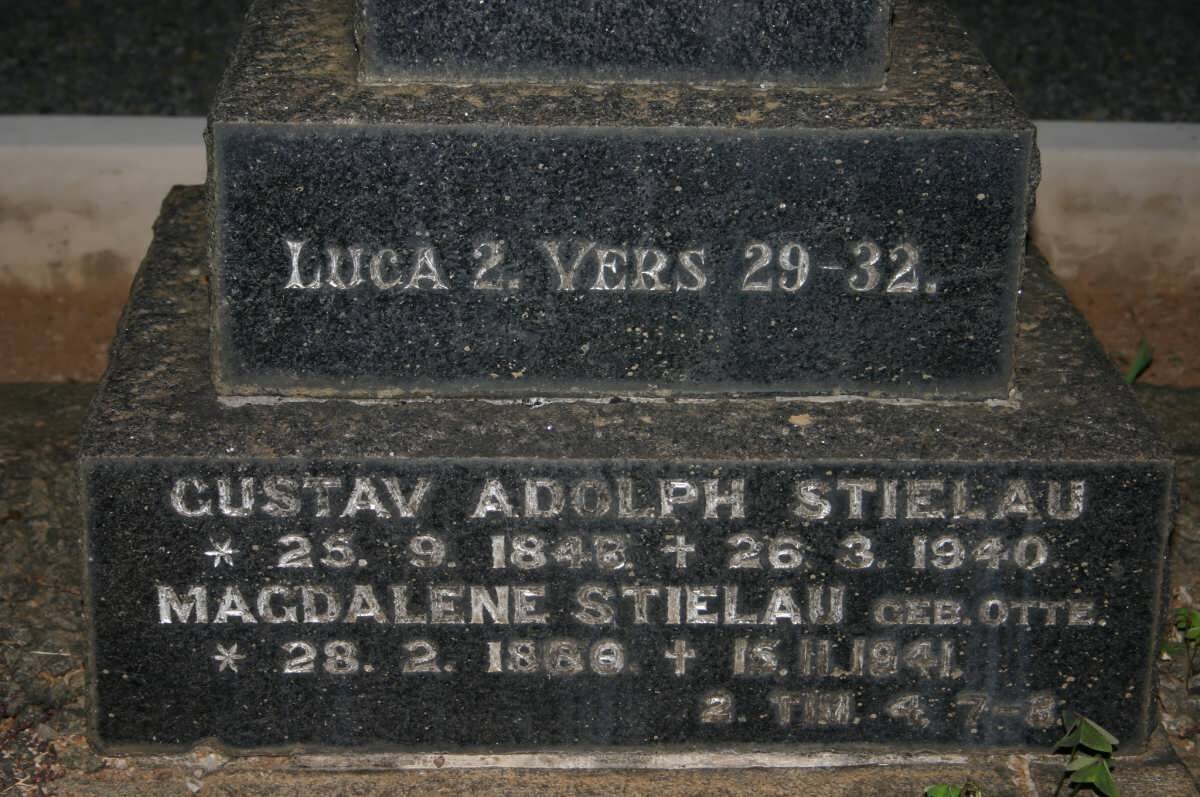 LUCA 2. VERS 29-32.
GUSTAV ADOLPH STIELAU
* 25. 9. 1848. † 26. 3. 1940.
MAGDALENE STIELAU GEB. OTTE.
* 28. 2. 1860. † 15.11.1941.
2. TIM. 4, 7-8